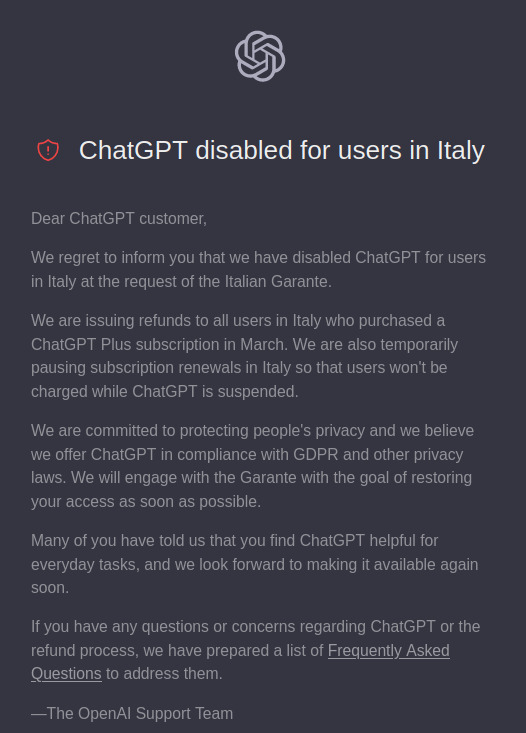 ChatGPT disabled for users in Italy
Dear ChatGPT customer,
We regret to inform you that we have disabled ChatGPT for users
in Italy at the request of the Italian Garante.
We are issuing refunds to all users in Italy who purchased a
ChatGPT Plus subscription in March. We are also temporarily
pausing subscription renewals in Italy so that users won't be
charged while ChatGPT is suspended.
We are committed to protecting people's privacy and we believe
we offer ChatGPT in compliance with GDPR and other privacy
laws. We will engage with the Garante with the goal of restoring
your access as soon as possible.
Many of you have told us that you find ChatGPT helpful for
everyday tasks, and we look forward to making it available again
soon.
If you have any questions or concerns regarding ChatGPT or the
refund process, we have prepared a list of Frequently Asked
Questions to address them.
—The OpenAI Support Team